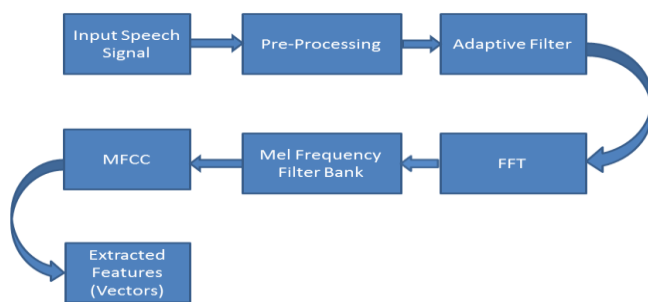 Input Speech
Signal
Pre-Processing
Adaptive Filter
FFT
Mel Frequency
Filter Bank
MFCC
Extracted
Features
(Vectors)